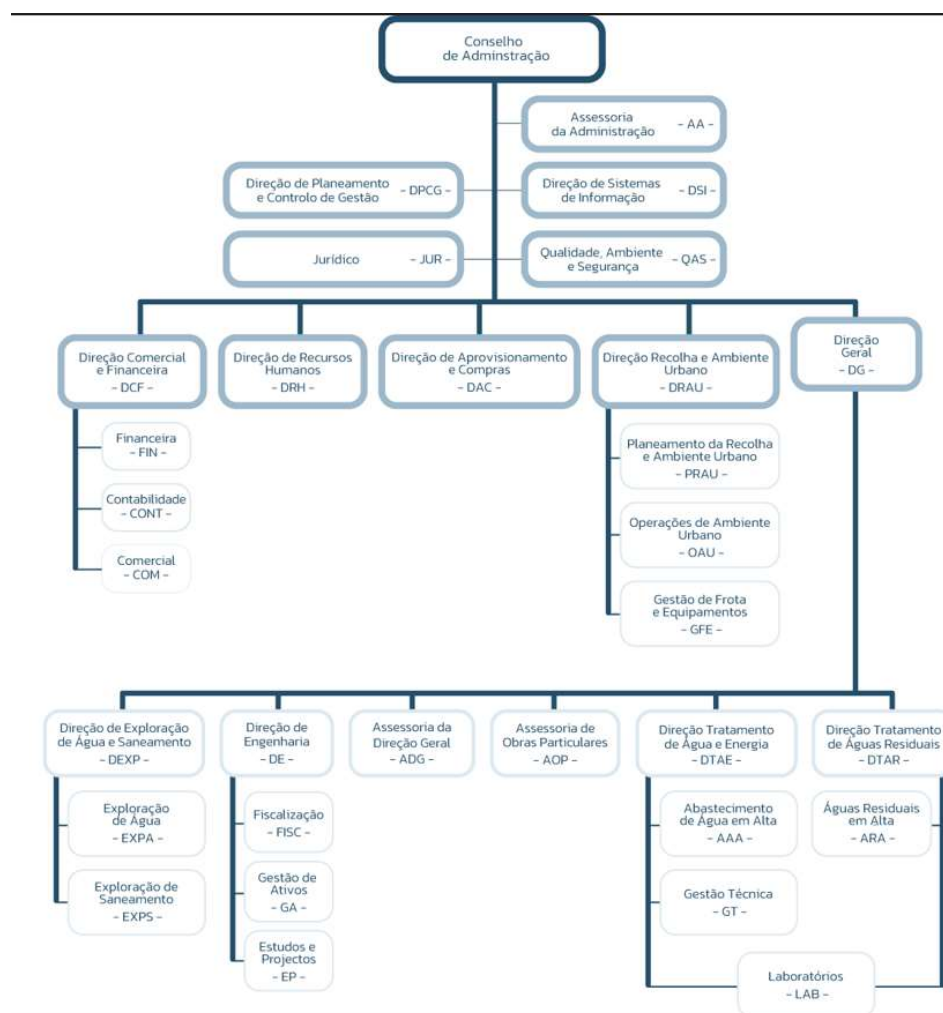 Conselho
de Adminstração
Assessoria
da Administração
- AA -
Direção de Planeamento
e Controlo de Gestão
- DPCG -
Direção de Sistemas
de Informação
- DSI -
Jurídico
- JUR -
Qualidade, Ambiente
e Segurança
- QAS -
Direção Comercial
e Financeira
- DCF -
Direção de Recursos
Humanos
- DRH -
Direção de Aprovisionamento
e Compras
- DAC -
Direção Recolha e Ambiente
Urbano
- DRAU -
Direção
Geral
- DG -
Financeira
- FIN -
Contabilidade
- CONT -
Comercial
- COM -
Planeamento da Recolha
e Ambiente Urbano
- PRAU -
Operações de Ambiente
Urbano
- OAU -
Gestão de Frota
e Equipamentos
- GFE -
Direção de Exploração
de Água e Saneamento
- DEXP -
Direção de
Engenharia
- DE -
Assessoria da
Direção Geral
- ADG -
Assessoria de
Obras Particulares
- AOP -
Direção Tratamento
de Água e Energia
- DTAE -
Direção Tratamento
de Águas Residuais
- DTAR -
Exploração
de Água
- EXPA -
Exploração de
Saneamento
- EXPS -
Fiscalização
- FISC -
Gestão de
Ativos
- GA -
Estudos e
Projectos
- EP -
Abastecimento
de Água em Alta
- AAA -
Gestão Técnica
- GT -
Águas Residuais
em Alta
- ARA -
Laboratórios
- LAB -